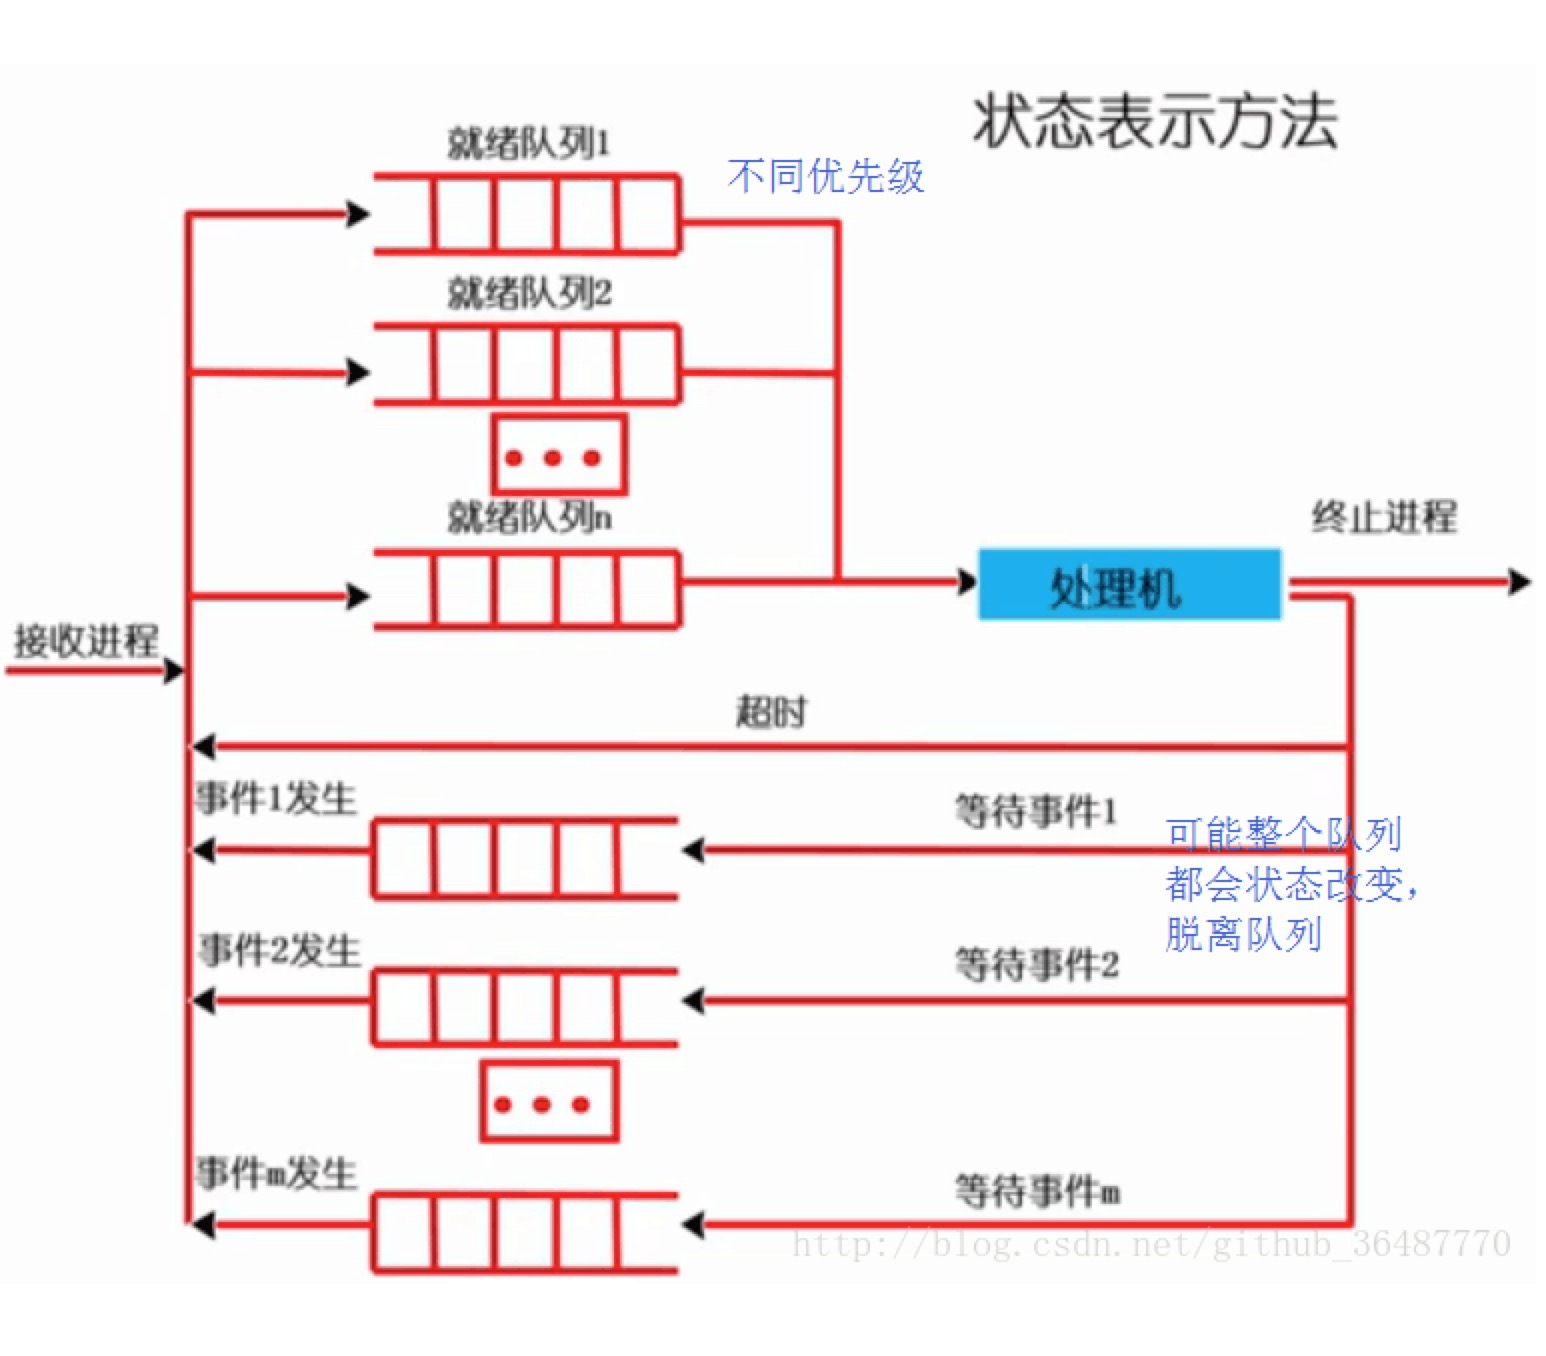 状态表示方法
就绪队列1
不同优先级
就绪队列2
就绪队列n
终止进程
处理机
接收进程
超时
事件1发生
等待事件1
可能整个队列
都会状态改变，
脱离队列
事件2发生
等待事件2
事件m发生
等待事件m
http://blog.csdn.net/github_36487770